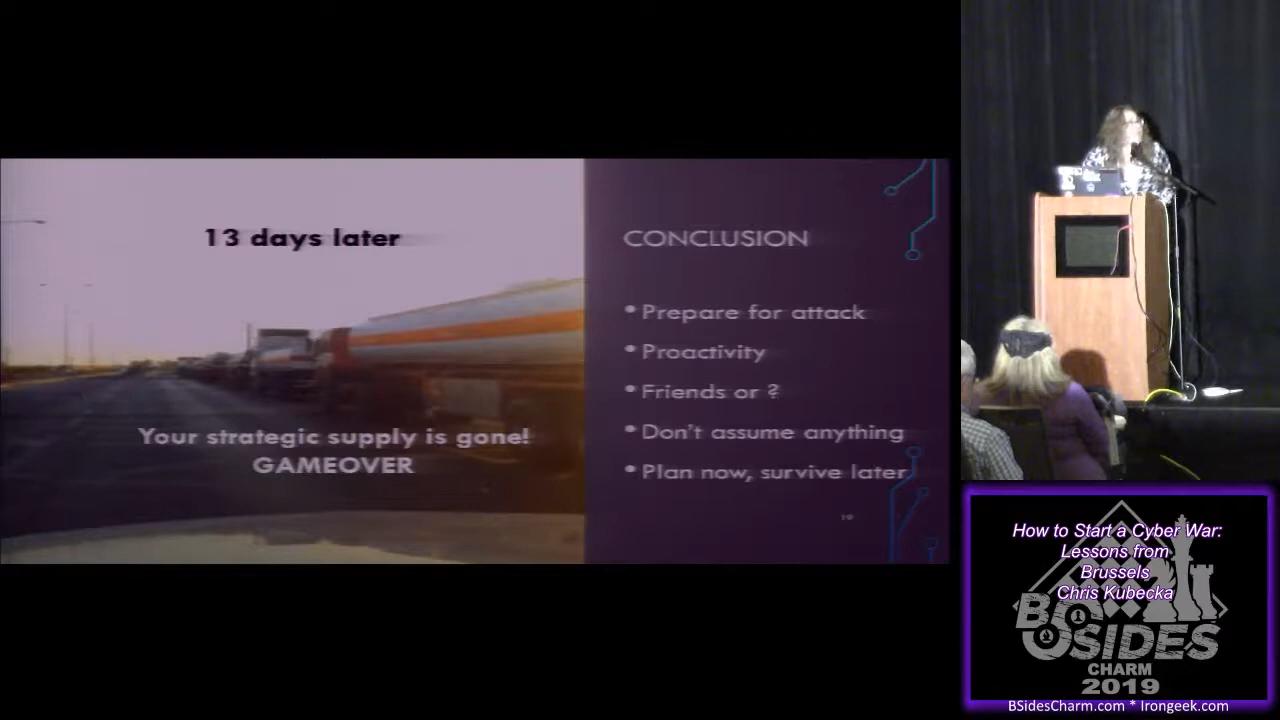 13 days later
Your strategic supply is gone!
GAMEOVER
CONCLUSION
• Prepare for attack
• Proactivity
• Friends or ?
• Don't assume anything
• Plan now, survive later
19
How to Start a Cyber War:
Lessons from
Brussels
Chris Kubecka
BSIDES
CHARM
2019
BSidesCharm.com * Irongeek.com